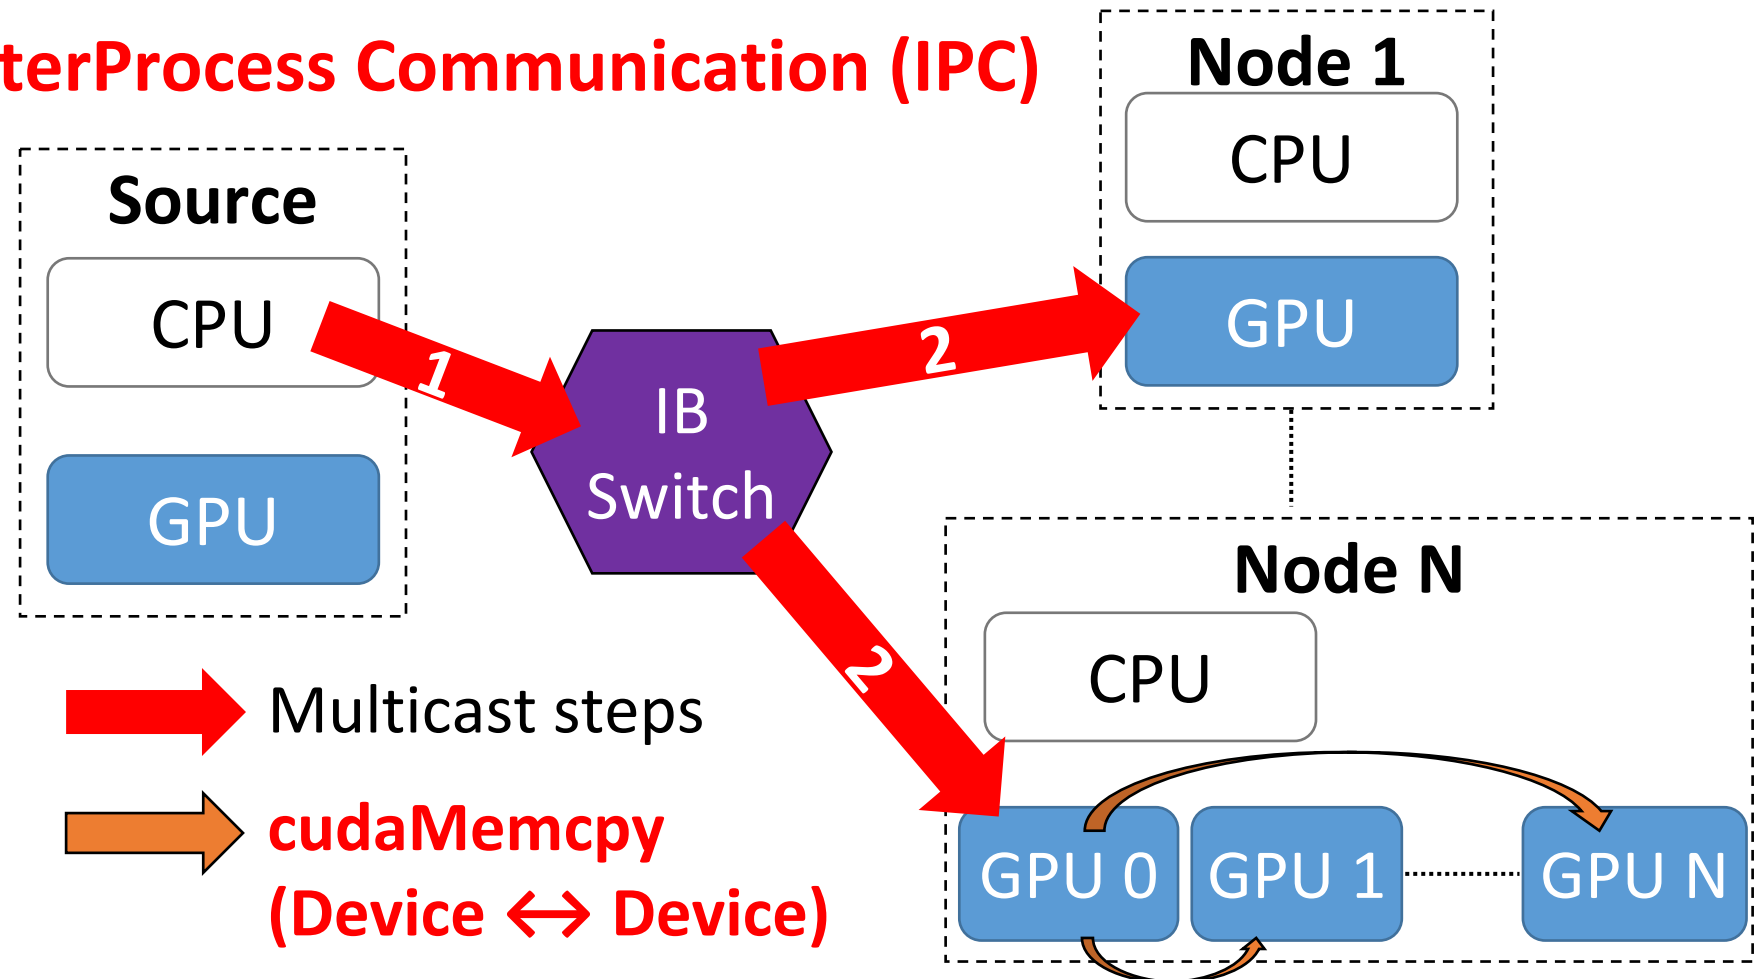 terProcess Communication (IPC)
Node 1
CPU
GPU
Source
CPU
GPU
1
IB
Switch
2
2
Node N
CPU
GPU 0
GPU 1
GPU N
Multicast steps
cudaMemcpy
(Device ↔ Device)